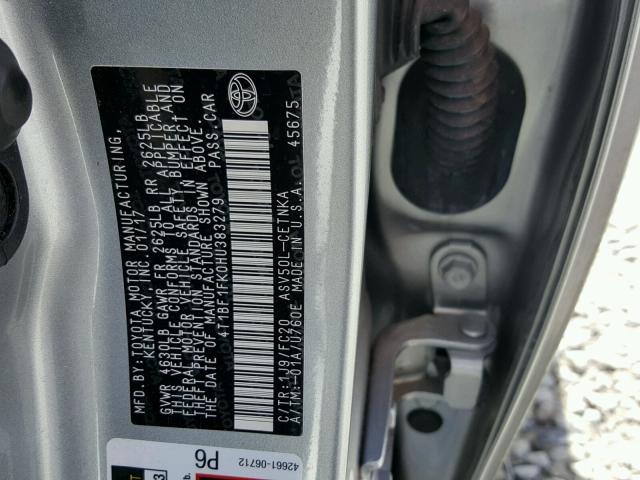 MFD.BY:TOYOTA MOTOR MANUFACTURING,
KENTUCKY,INC.01/17
GVWR 4630LB GAWR FR 2625LB RR 2625LB
THIS VEHICLE CONFORMS TO ALL APPLICABLE
FEDERAL MOTOR VEHICLE SAFETY, BUMPER AND
THEFT PREVENTION STANDARDS IN EFFECT ON
THE DATE OF MANUFACTURE SHOWN ABOVE.
4T1BF1FK0HU383279 PASS.CAR
C/TR:1J9/FC20 ASV50L-CETNKA
A/TM:-01A/U760E MADE IN U.S.A. 45675
42661-06712
P6